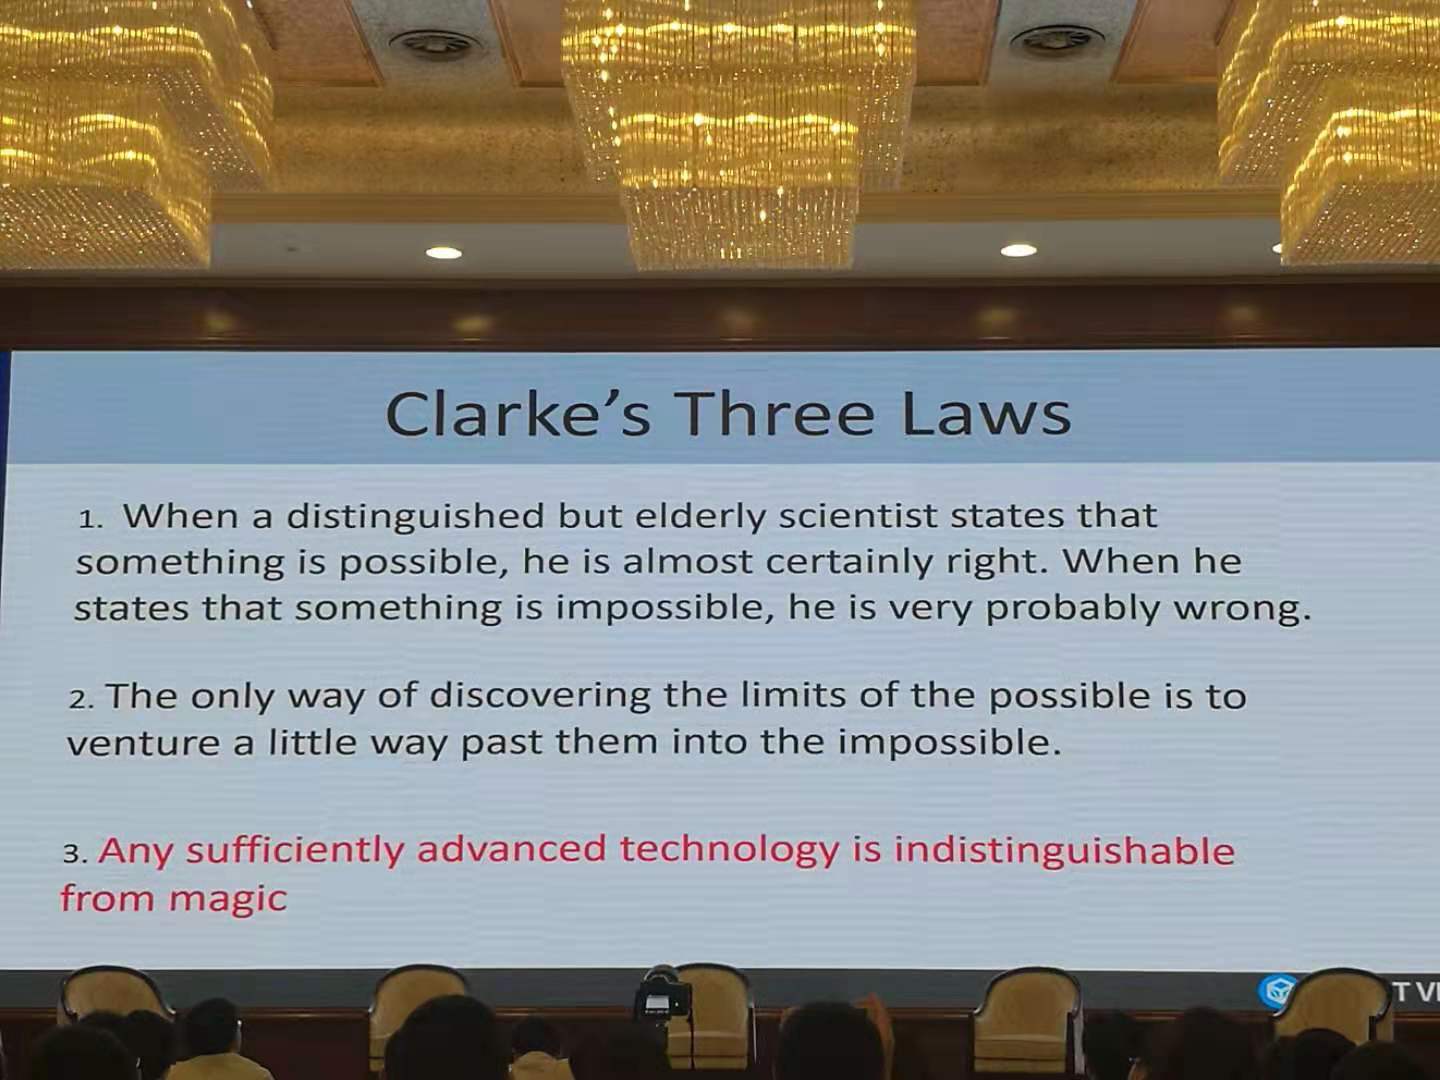 Clarke's Three Laws
1. When a distinguished but elderly scientist states that
something is possible, he is almost certainly right. When he
states that something is impossible, he is very probably wrong.
2. The only way of discovering the limits of the possible is to
venture a little way past them into the impossible.
3. Any sufficiently advanced technology is indistinguishable
from magic